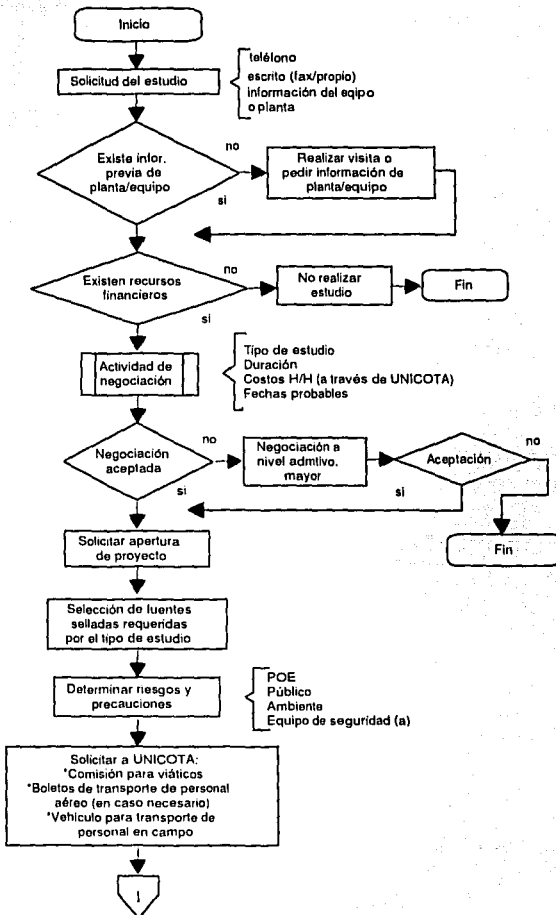 Inicio
Solicitud del estudio
teléfono
escrito (fax/propio)
información del eqipo
o planta
Existe infor.
previa de
planta/equipo
no
si
Realizar visita o
pedir información de
planta/equipo
Existen recursos
financieros
no
si
No realizar
estudio
Fin
Actividad de
negociación
Tipo de estudio
Duración
Costos H/H (a través de UNICOTA)
Fechas probables
Negociación
aceptada
no
si
Negociación a
nivel admtivo.
mayor
Aceptación
no
si
Fin
Solicitar apertura
de proyecto
Selección de fuentes
selladas requeridas
por el tipo de estudio
Determinar riesgos y
precauciones
POE
Público
Ambiente
Equipo de seguridad (a)
Solicitar a UNICOTA:
*Comisión para viáticos
*Boletos de transporte de personal
aéreo (en caso necesario)
*Vehículo para transporte de
personal en campo
1